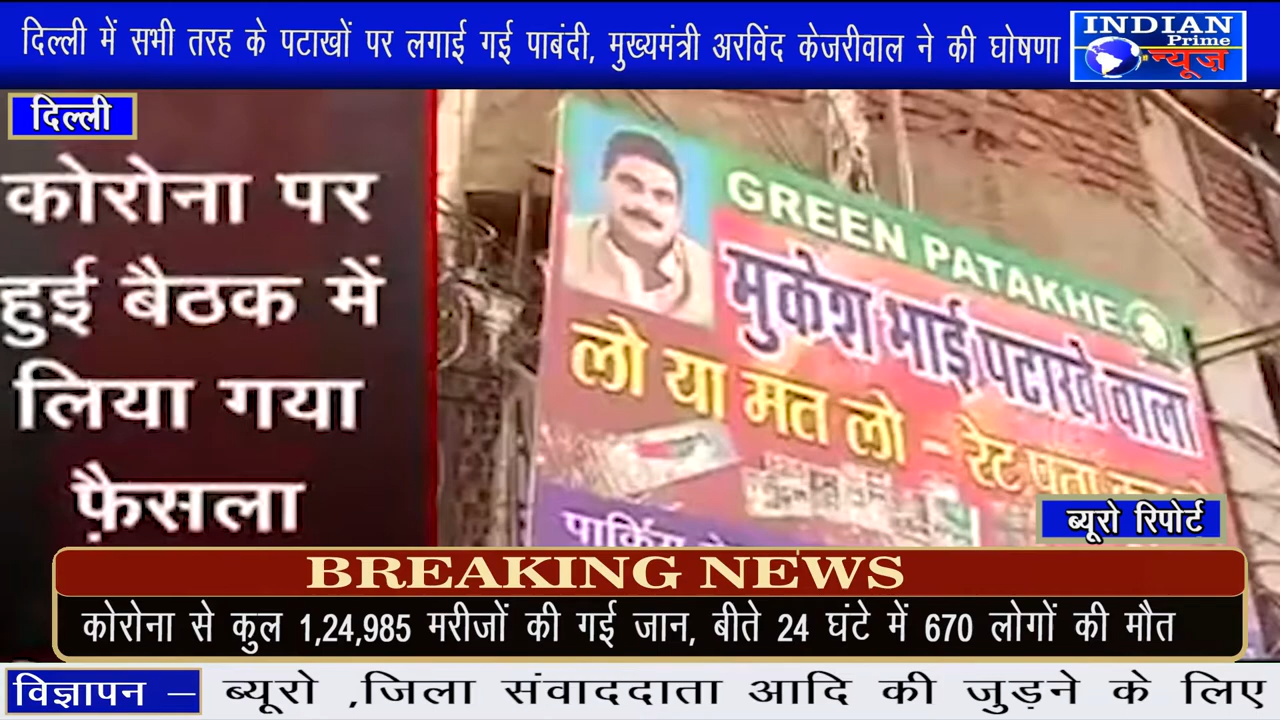 दिल्ली में सभी तरह के पटाखों पर लगाई गई पाबंदी, मुख्यमंत्री अरविंद केजरीवाल ने की घोषणा
INDIAN
Prime
न्यूज़
दिल्ली
कोरोना पर
हुई बैठक में
लिया गया
फ़ैसला
GREEN PATAKHE
मुकेश भाई पटाखे वाला
लो या मत लो - रेट पता
पार्किंग
ब्यूरो रिपोर्ट
BREAKING NEWS
कोरोना से कुल 1,24,985 मरीजों की गई जान, बीते 24 घंटे में 670 लोगों की मौत
विज्ञापन – ब्यूरो ,जिला संवाददाता आदि की जुड़ने के लिए